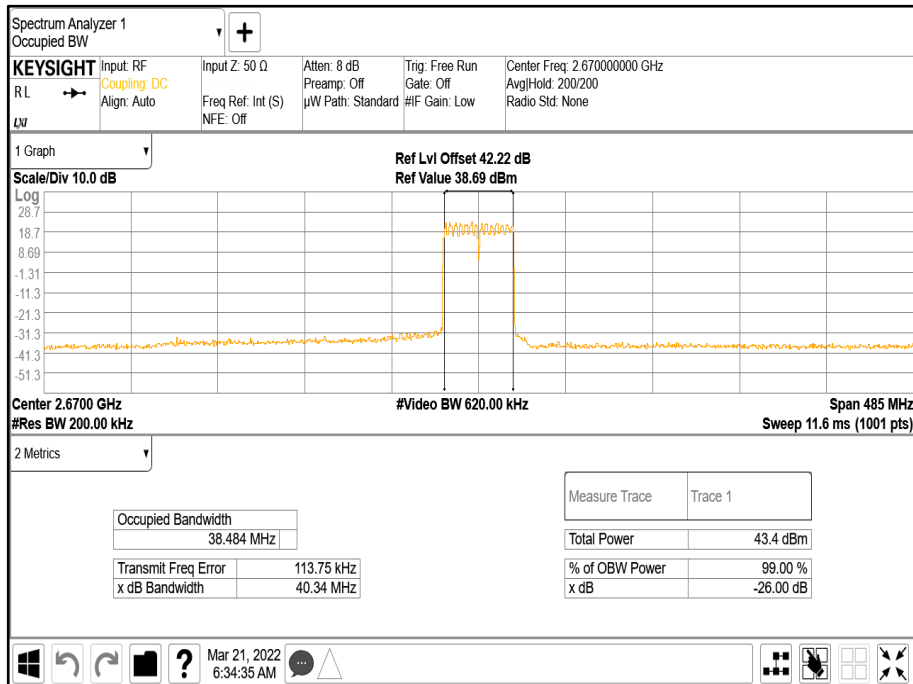 Spectrum Analyzer 1
Occupied BW
KEYSIGHT
R L
LXI
Input: RF
Coupling: DC
Align: Auto
Input Z: 50 Ω
Freq Ref: Int (S)
NFE: Off
Atten: 8 dB
Preamp: Off
µW Path: Standard
Trig: Free Run
Gate: Off
#IF Gain: Low
Center Freq: 2.670000000 GHz
Avg|Hold: 200/200
Radio Std: None
1 Graph
Scale/Div 10.0 dB
Ref Lvl Offset 42.22 dB
Ref Value 38.69 dBm
Log
28.7
18.7
8.69
-1.31
-11.3
-21.3
-31.3
-41.3
-51.3
Center 2.6700 GHz
#Video BW 620.00 kHz
Span 485 MHz
#Res BW 200.00 kHz
Sweep 11.6 ms (1001 pts)
2 Metrics
Measure Trace Trace 1
Occupied Bandwidth
38.484 MHz
Total Power 43.4 dBm
Transmit Freq Error 113.75 kHz
% of OBW Power 99.00 %
x dB Bandwidth 40.34 MHz
x dB -26.00 dB
?
Mar 21, 2022
6:34:35 AM